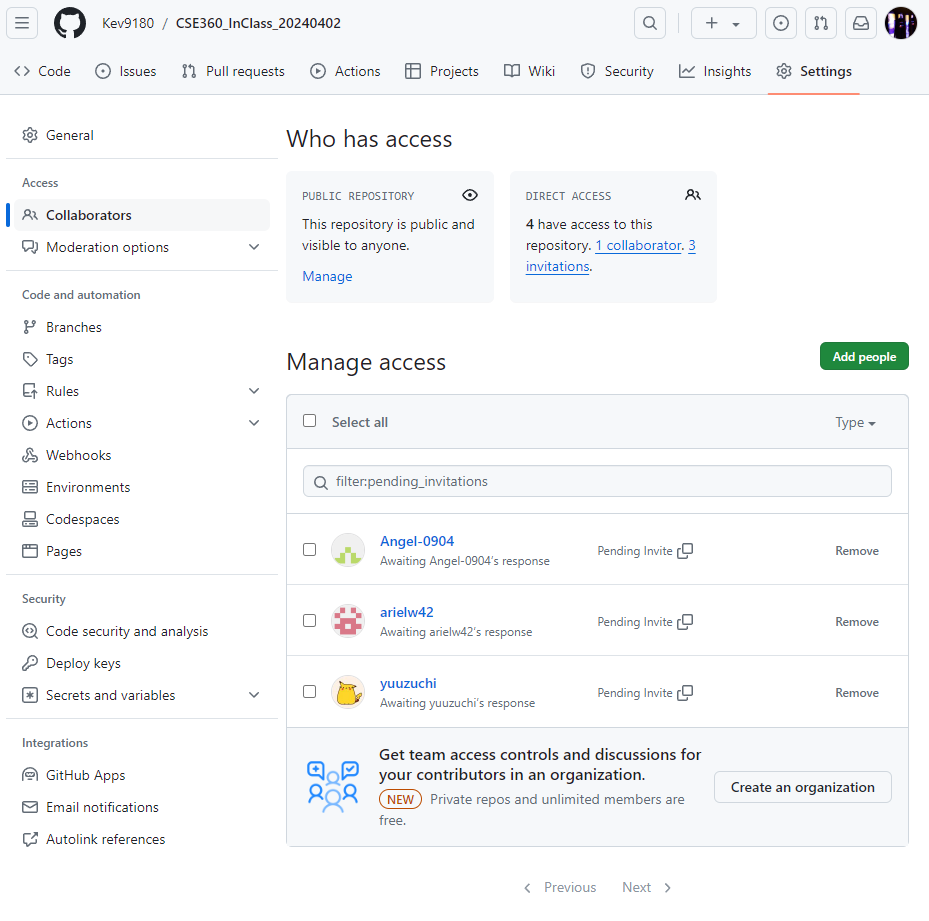 Kev9180 / CSE360_InClass_20240402
Code Issues Pull requests Actions Projects Wiki Security Insights Settings
General
Access
Collaborators
Moderation options
Code and automation
Branches
Tags
Rules
Actions
Webhooks
Environments
Codespaces
Pages
Security
Code security and analysis
Deploy keys
Secrets and variables
Integrations
GitHub Apps
Email notifications
Autolink references
Who has access
PUBLIC REPOSITORY
This repository is public and
visible to anyone.
Manage
DIRECT ACCESS
4 have access to this
repository. 1 collaborator. 3
invitations.
Manage access
Add people
Select all
Type
filter:pending_invitations
Angel-0904
Awaiting Angel-0904's response
Pending Invite
Remove
arielw42
Awaiting arielw42's response
Pending Invite
Remove
yuuzuchi
Awaiting yuuzuchi's response
Pending Invite
Remove
Get team access controls and discussions for
your contributors in an organization.
NEW Private repos and unlimited members are
free.
Create an organization
Previous Next